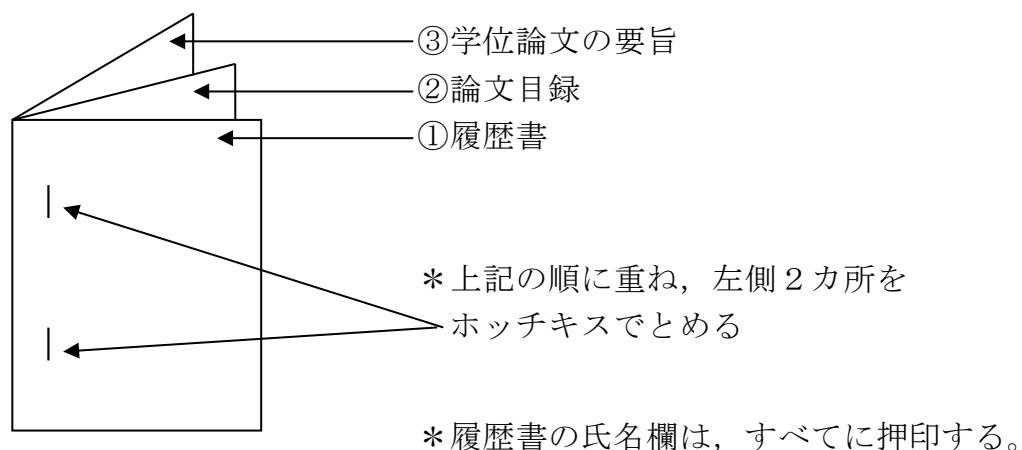 ③学位論文の要旨
②論文目録
①履歴書
＊上記の順に重ね，左側２カ所を
ホッチキスでとめる
＊履歴書の氏名欄は，すべてに押印する。